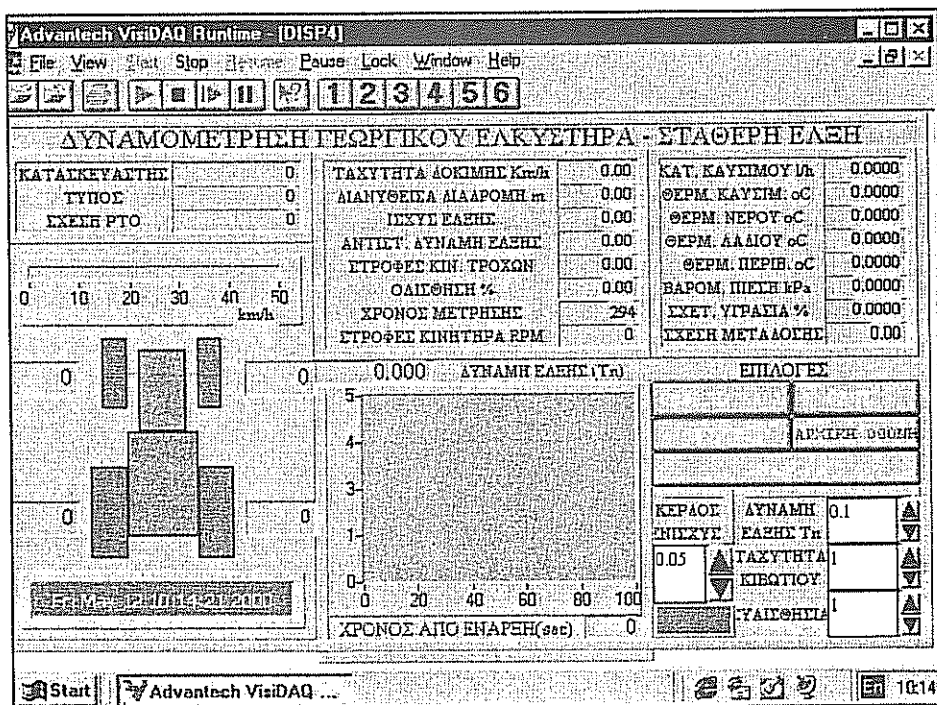 Advantech VisiDAQ Runtime - [DISP4]
File View Start Stop Resume Pause Lock Window Help
1 2 3 4 5 6
ΔΥΝΑΜΟΜΕΤΡΗΣΗ ΓΕΩΡΓΙΚΟΥ ΕΛΚΥΣΤΗΡΑ - ΣΤΑΘΕΡΗ ΕΛΞΗ
ΚΑΤΑΣΚΕΥΑΣΤΗΣ 0
ΤΥΠΟΣ 0
ΣΧΕΣΗ PTO 0
0 10 20 30 40 50
km/h
0 0
0 0
ΤΑΧΥΤΗΤΑ ΔΟΚΙΜΗΣ Km/h 0.00
ΔΙΑΝΥΘΕΙΣΑ ΔΙΑΔΡΟΜΗ m 0.00
ΙΣΧΥΣ ΕΛΞΗΣ 0.00
ΑΝΤΙΣΤ. ΔΥΝΑΜΗ ΕΛΞΗΣ 0.00
ΣΤΡΟΦΕΣ ΚΙΝ. ΤΡΟΧΩΝ 0.00
ΟΛΙΣΘΗΣΗ % 0.00
ΧΡΟΝΟΣ ΜΕΤΡΗΣΗΣ 294
ΣΤΡΟΦΕΣ ΚΙΝΗΤΗΡΑ RPM 0
ΚΑΤ. ΚΑΥΣΙΜΟΥ l/h 0.0000
ΘΕΡΜ. ΚΑΥΣΙΜ. oC 0.0000
ΘΕΡΜ. ΝΕΡΟΥ oC 0.0000
ΘΕΡΜ. ΛΑΔΙΟΥ oC 0.0000
ΘΕΡΜ. ΠΕΡΙΒ. oC 0.0000
ΒΑΡΟΜ. ΠΙΕΣΗ kPa 0.0000
ΣΧΕΤ. ΥΓΡΑΣΙΑ % 0.0000
ΣΧΕΣΗ ΜΕΤΑΔΟΣΗΣ 0.00
0.000 ΔΥΝΑΜΗ ΕΛΞΗΣ (Tn)
5
4
3
1
0
0 20 40 60 80 100
ΧΡΟΝΟΣ ΑΠΟ ΕΝΑΡΞΗ(sec) 0
ΕΠΙΛΟΓΕΣ
ΚΕΡΔΟΣ
ΕΝΙΣΧΥΣ
0.05
ΔΥΝΑΜΗ
ΕΛΞΗΣ Tn 0.1
ΤΑΧΥΤΗΤΑ
ΚΙΒΩΤΙΟΥ 1
ΕΥΑΙΣΘΗΣΙΑ 1
Start Advantech VisiDAQ ... En 10:14